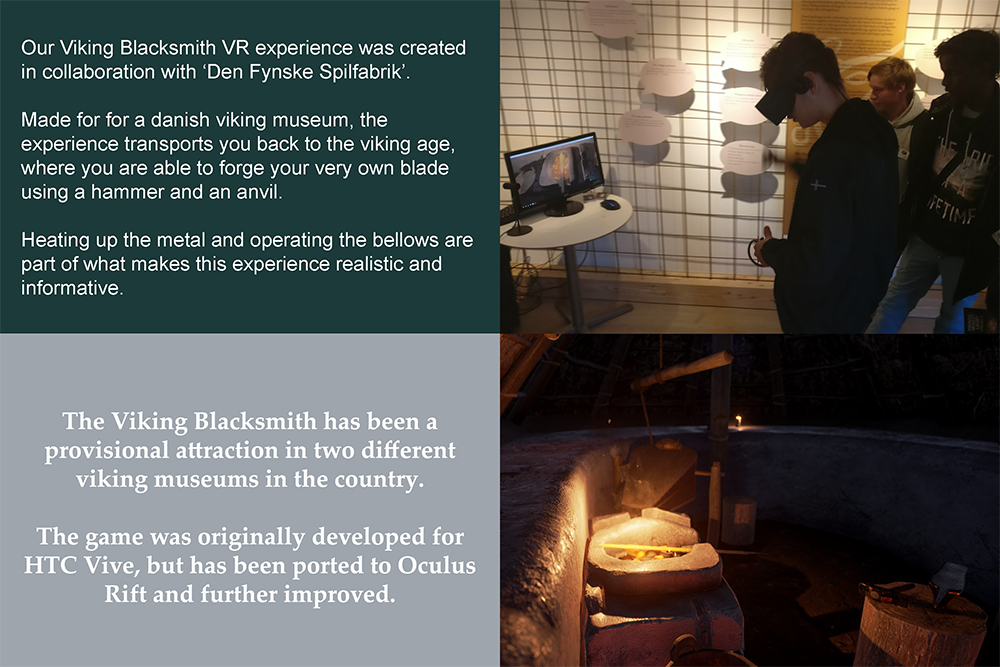 Our Viking Blacksmith VR experience was created
in collaboration with ‘Den Fynske Spilfabrik’.
Made for for a danish viking museum, the
experience transports you back to the viking age,
where you are able to forge your very own blade
using a hammer and an anvil.
Heating up the metal and operating the bellows are
part of what makes this experience realistic and
informative.
The Viking Blacksmith has been a
provisional attraction in two different
viking museums in the country.
The game was originally developed for
HTC Vive, but has been ported to Oculus
Rift and further improved.